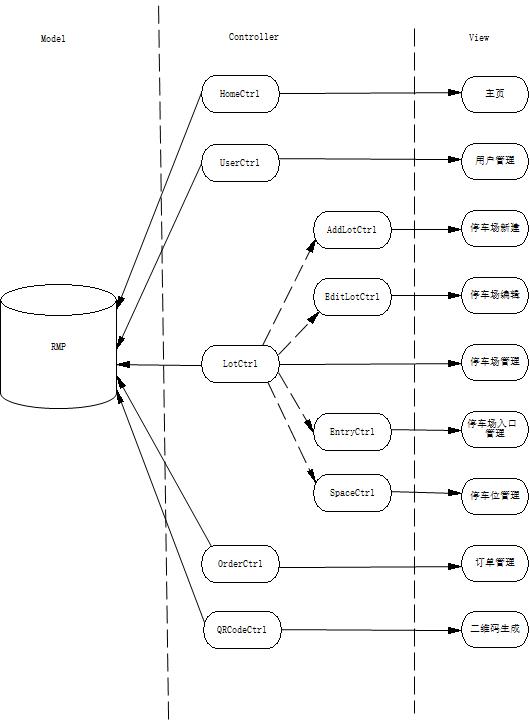 Model
Controller
View
HomeCtrl
主页
UserCtrl
用户管理
AddLotCtrl
停车场新建
EditLotCtrl
停车场编辑
RMP
LotCtrl
停车场管理
EntryCtrl
停车场入口
管理
SpaceCtrl
停车位管理
OrderCtrl
订单管理
QRCodeCtrl
二维码生成